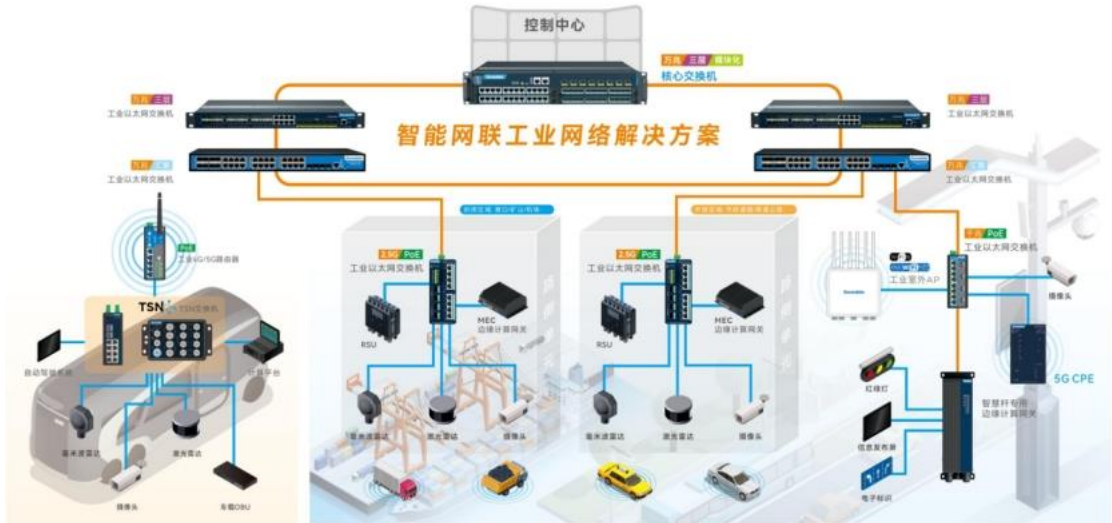 控制中心
万兆 三层 模块化
核心交换机
万兆 三层
工业以太网交换机
万兆 三层
工业以太网交换机
智能网联工业网络解决方案
万兆
工业以太网交换机
万兆
工业以太网交换机
PoE
工业4G/5G路由器
2.5G PoE
工业以太网交换机
2.5G PoE
工业以太网交换机
千兆 PoE
工业以太网交换机
工业室外AP
摄像头
TSN
TSN交换机
RSU
MEC
边缘计算网关
RSU
MEC
边缘计算网关
自动驾驶系统
计算平台
5G CPE
红绿灯
智慧杆专用
边缘计算网关
信息发布屏
电子标识
毫米波雷达
激光雷达
摄像头
车载OBU
毫米波雷达
激光雷达
摄像头
毫米波雷达
激光雷达
摄像头